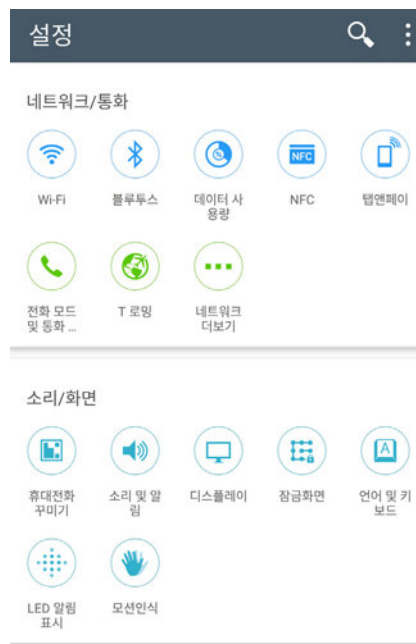 설정
네트워크/통화
NFC
Wi-Fi 블루투스 데이터 사 NFC 탭앤페이
용량
전화 모드 T 로밍 네트워크
및 통화 ... 더보기
소리/화면
A
휴대전화 소리 및 알 디스플레이 잠금화면 언어 및 키
꾸미기 림 보드
LED 알림 모션인식
표시